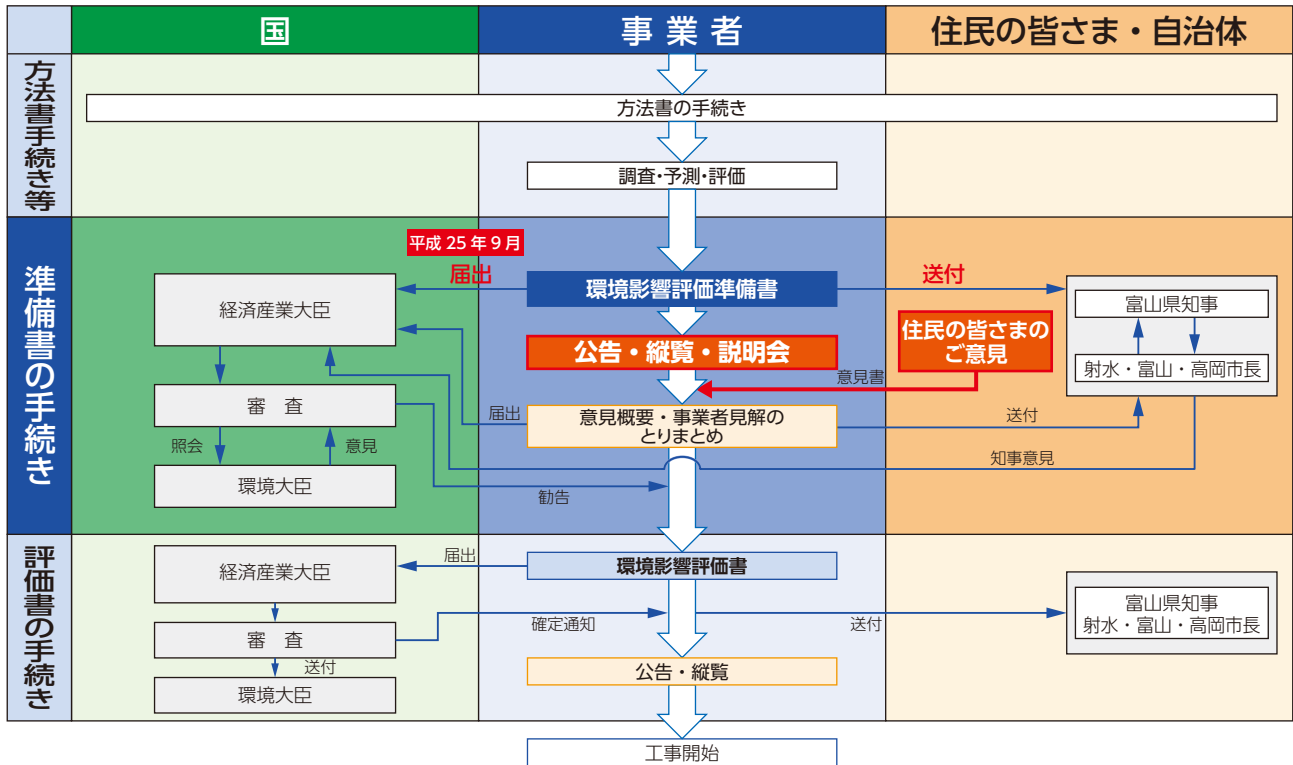 国
事業者
住民の皆さま・自治体
方法書手続き等
方法書の手続き
調査・予測・評価
準備書の手続き
平成 25 年 9 月
届出
環境影響評価準備書
送付
経済産業大臣
富山県知事
公告・縦覧・説明会
住民の皆さまの
ご意見
射水・富山・高岡市長
意見書
審 査
届出
意見概要・事業者見解の
とりまとめ
送付
照会
意見
知事意見
環境大臣
勧告
評価書の手続き
届出
環境影響評価書
経済産業大臣
富山県知事
射水・富山・高岡市長
確定通知
送付
審 査
送付
公告・縦覧
環境大臣
工事開始